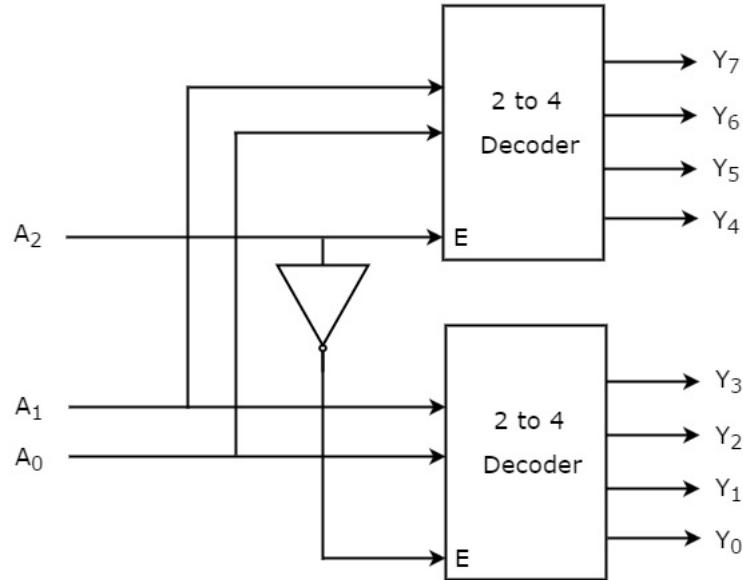 Y₇
2 to 4
Y₆
Decoder
Y₅
Y₄
A₂
E
Y₃
A₁
2 to 4
Y₂
A₀
Decoder
Y₁
Y₀
E